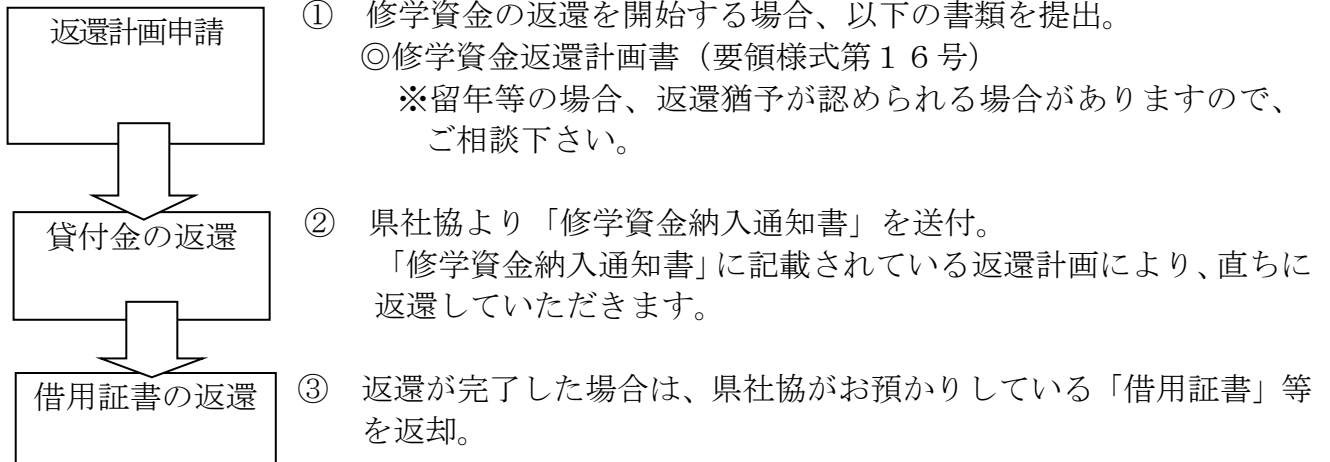 返還計画申請
① 修学資金の返還を開始する場合、以下の書類を提出。
◎修学資金返還計画書（要領様式第１６号）
※留年等の場合、返還猶予が認められる場合がありますので、
ご相談下さい。
貸付金の返還
② 県社協より「修学資金納入通知書」を送付。
「修学資金納入通知書」に記載されている返還計画により、直ちに
返還していただきます。
借用証書の返還
③ 返還が完了した場合は、県社協がお預かりしている「借用証書」等
を返却。